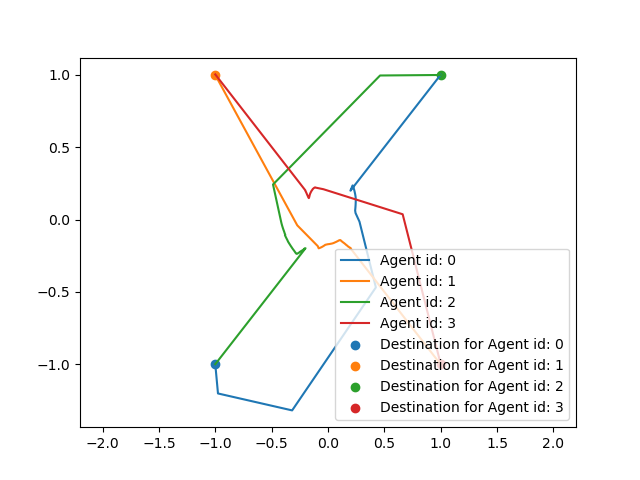 1.0
0.5
0.0
−0.5
−1.0
Agent id: 0
Agent id: 1
Agent id: 2
Agent id: 3
Destination for Agent id: 0
Destination for Agent id: 1
Destination for Agent id: 2
Destination for Agent id: 3
−2.0 −1.5 −1.0 −0.5 0.0 0.5 1.0 1.5 2.0